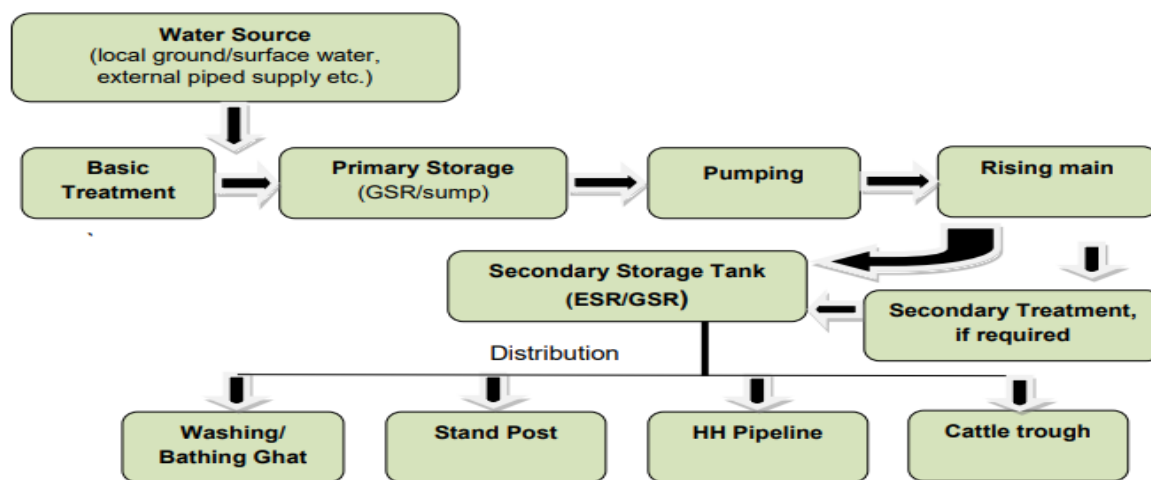 Water Source
(local ground/surface water,
external piped supply etc.)
Basic
Treatment
Primary Storage
(GSR/sump)
Pumping
Rising main
Secondary Storage Tank
(ESR/GSR)
Secondary Treatment,
if required
Distribution
Washing/
Bathing Ghat
Stand Post
HH Pipeline
Cattle trough